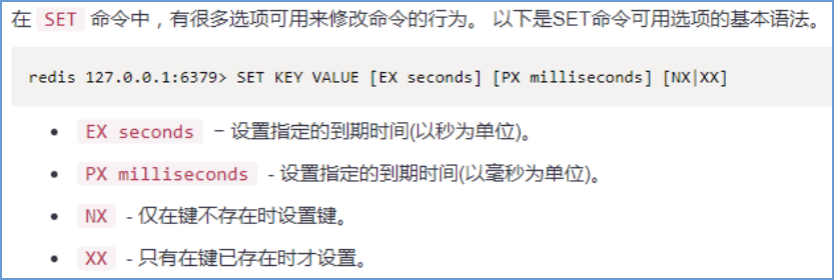 在 SET 命令中，有很多选项可用来修改命令的行为。 以下是SET命令可用选项的基本语法。
redis 127.0.0.1:6379> SET KEY VALUE [EX seconds] [PX milliseconds] [NX|XX]
• EX seconds － 设置指定的到期时间(以秒为单位)。
• PX milliseconds - 设置指定的到期时间(以毫秒为单位)。
• NX - 仅在键不存在时设置键。
• XX - 只有在键已存在时才设置。